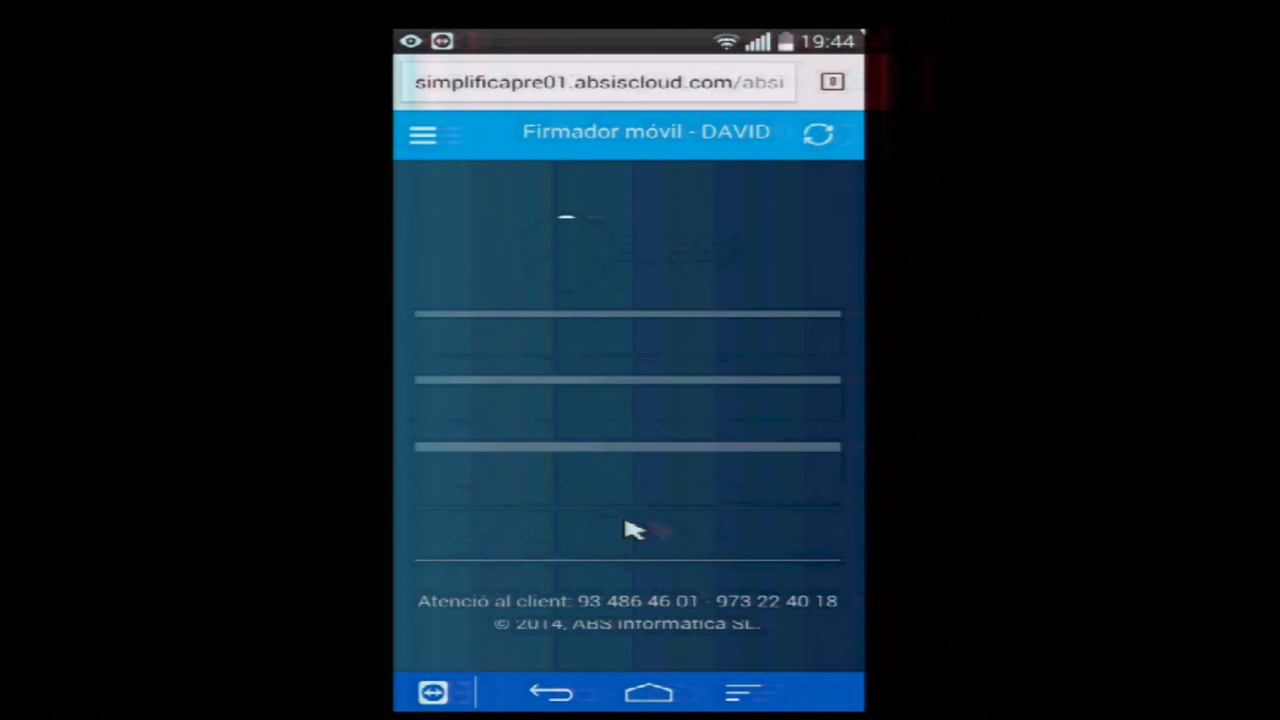 19:44
simplificapre01.absiscloud.com/absi
8
Firmador móvil - DAVID
Atenció al client: 93 486 46 01 - 973 22 40 18
© 2014, ABS Informàtica SL.